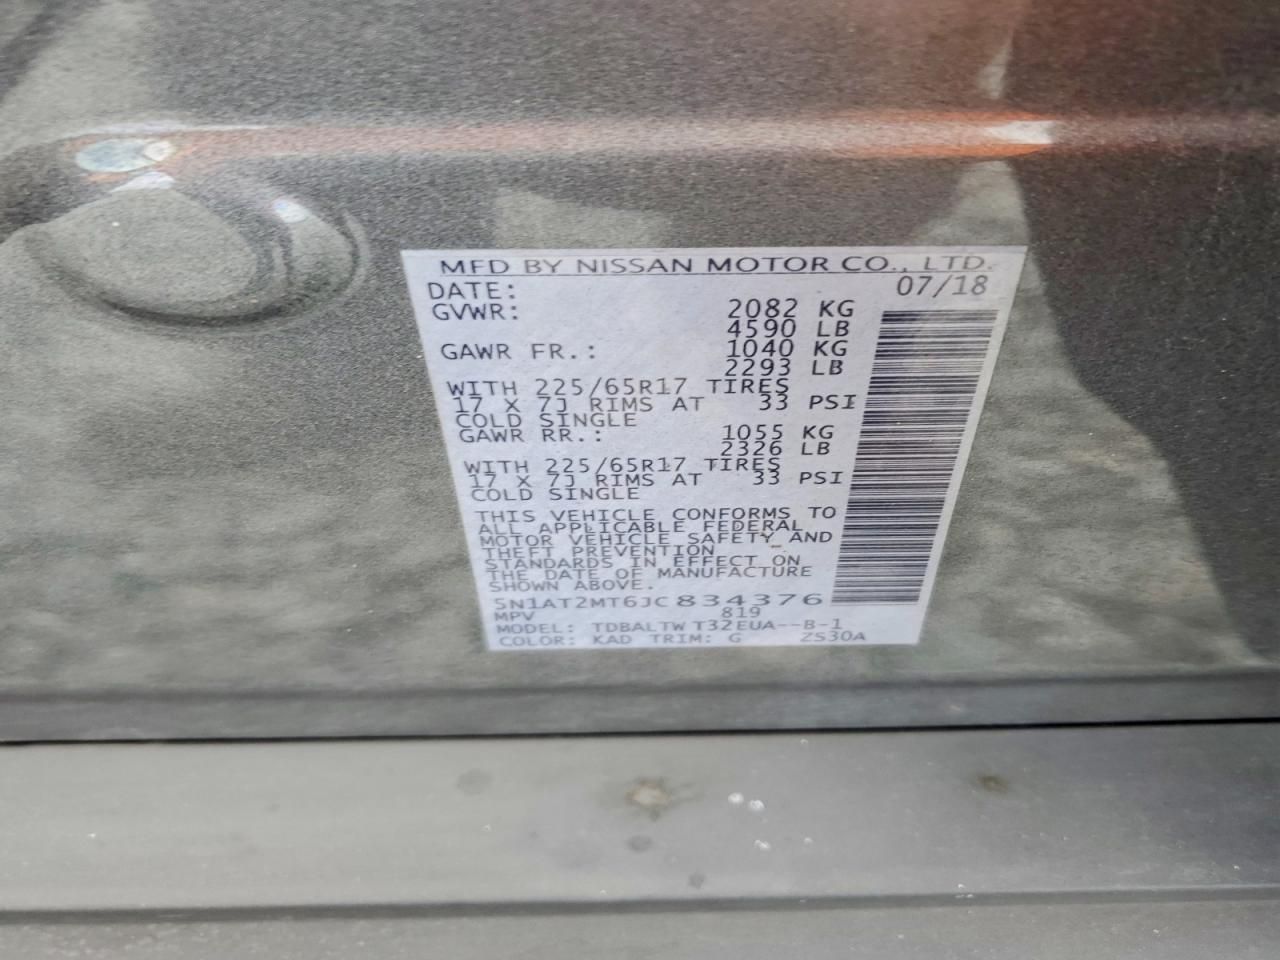 MFD BY NISSAN MOTOR CO., LTD.
DATE: 07/18
GVWR: 2082 KG
4590 LB
GAWR FR.: 1040 KG
2293 LB
WITH 225/65R17 TIRES
17 X 7J RIMS AT 33 PSI
COLD SINGLE
GAWR RR.: 1055 KG
2326 LB
WITH 225/65R17 TIRES
17 X 7J RIMS AT 33 PSI
COLD SINGLE
THIS VEHICLE CONFORMS TO
ALL APPLICABLE FEDERAL
MOTOR VEHICLE SAFETY AND
THEFT PREVENTION
STANDARDS IN EFFECT ON
THE DATE OF MANUFACTURE
SHOWN ABOVE.
5N1AT2MT6JC834376
MPV 819
MODEL: TDBALTW T32EUA--B-1
COLOR: KAD TRIM: G ZS30A